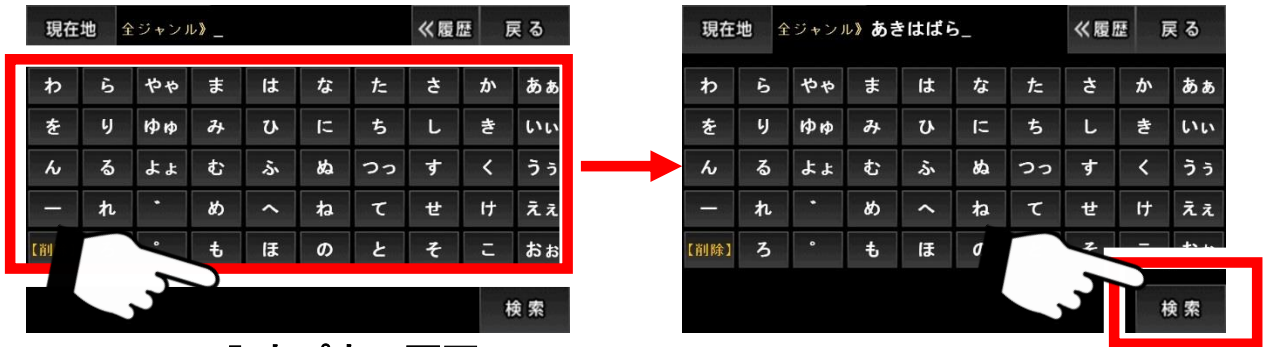 現在地 全ジャンル》_ ≪履歴 戻る
わ ら やゃ ま は な た さ か あぁ
を り ゆゅ み ひ に ち し き いぃ
ん る よょ む ふ ぬ つっ す く うぅ
ー れ ゛ め へ ね て せ け えぇ
【削 ゜ も ほ の と そ こ おぉ
検索
現在地 全ジャンル》あきはばら_ ≪履歴 戻る
わ ら やゃ ま は な た さ か あぁ
を り ゆゅ み ひ に ち し き いぃ
ん る よょ む ふ ぬ つっ す く うぅ
ー れ ゛ め へ ね て せ け えぇ
【削除】 ろ ゜ も ほ
検索